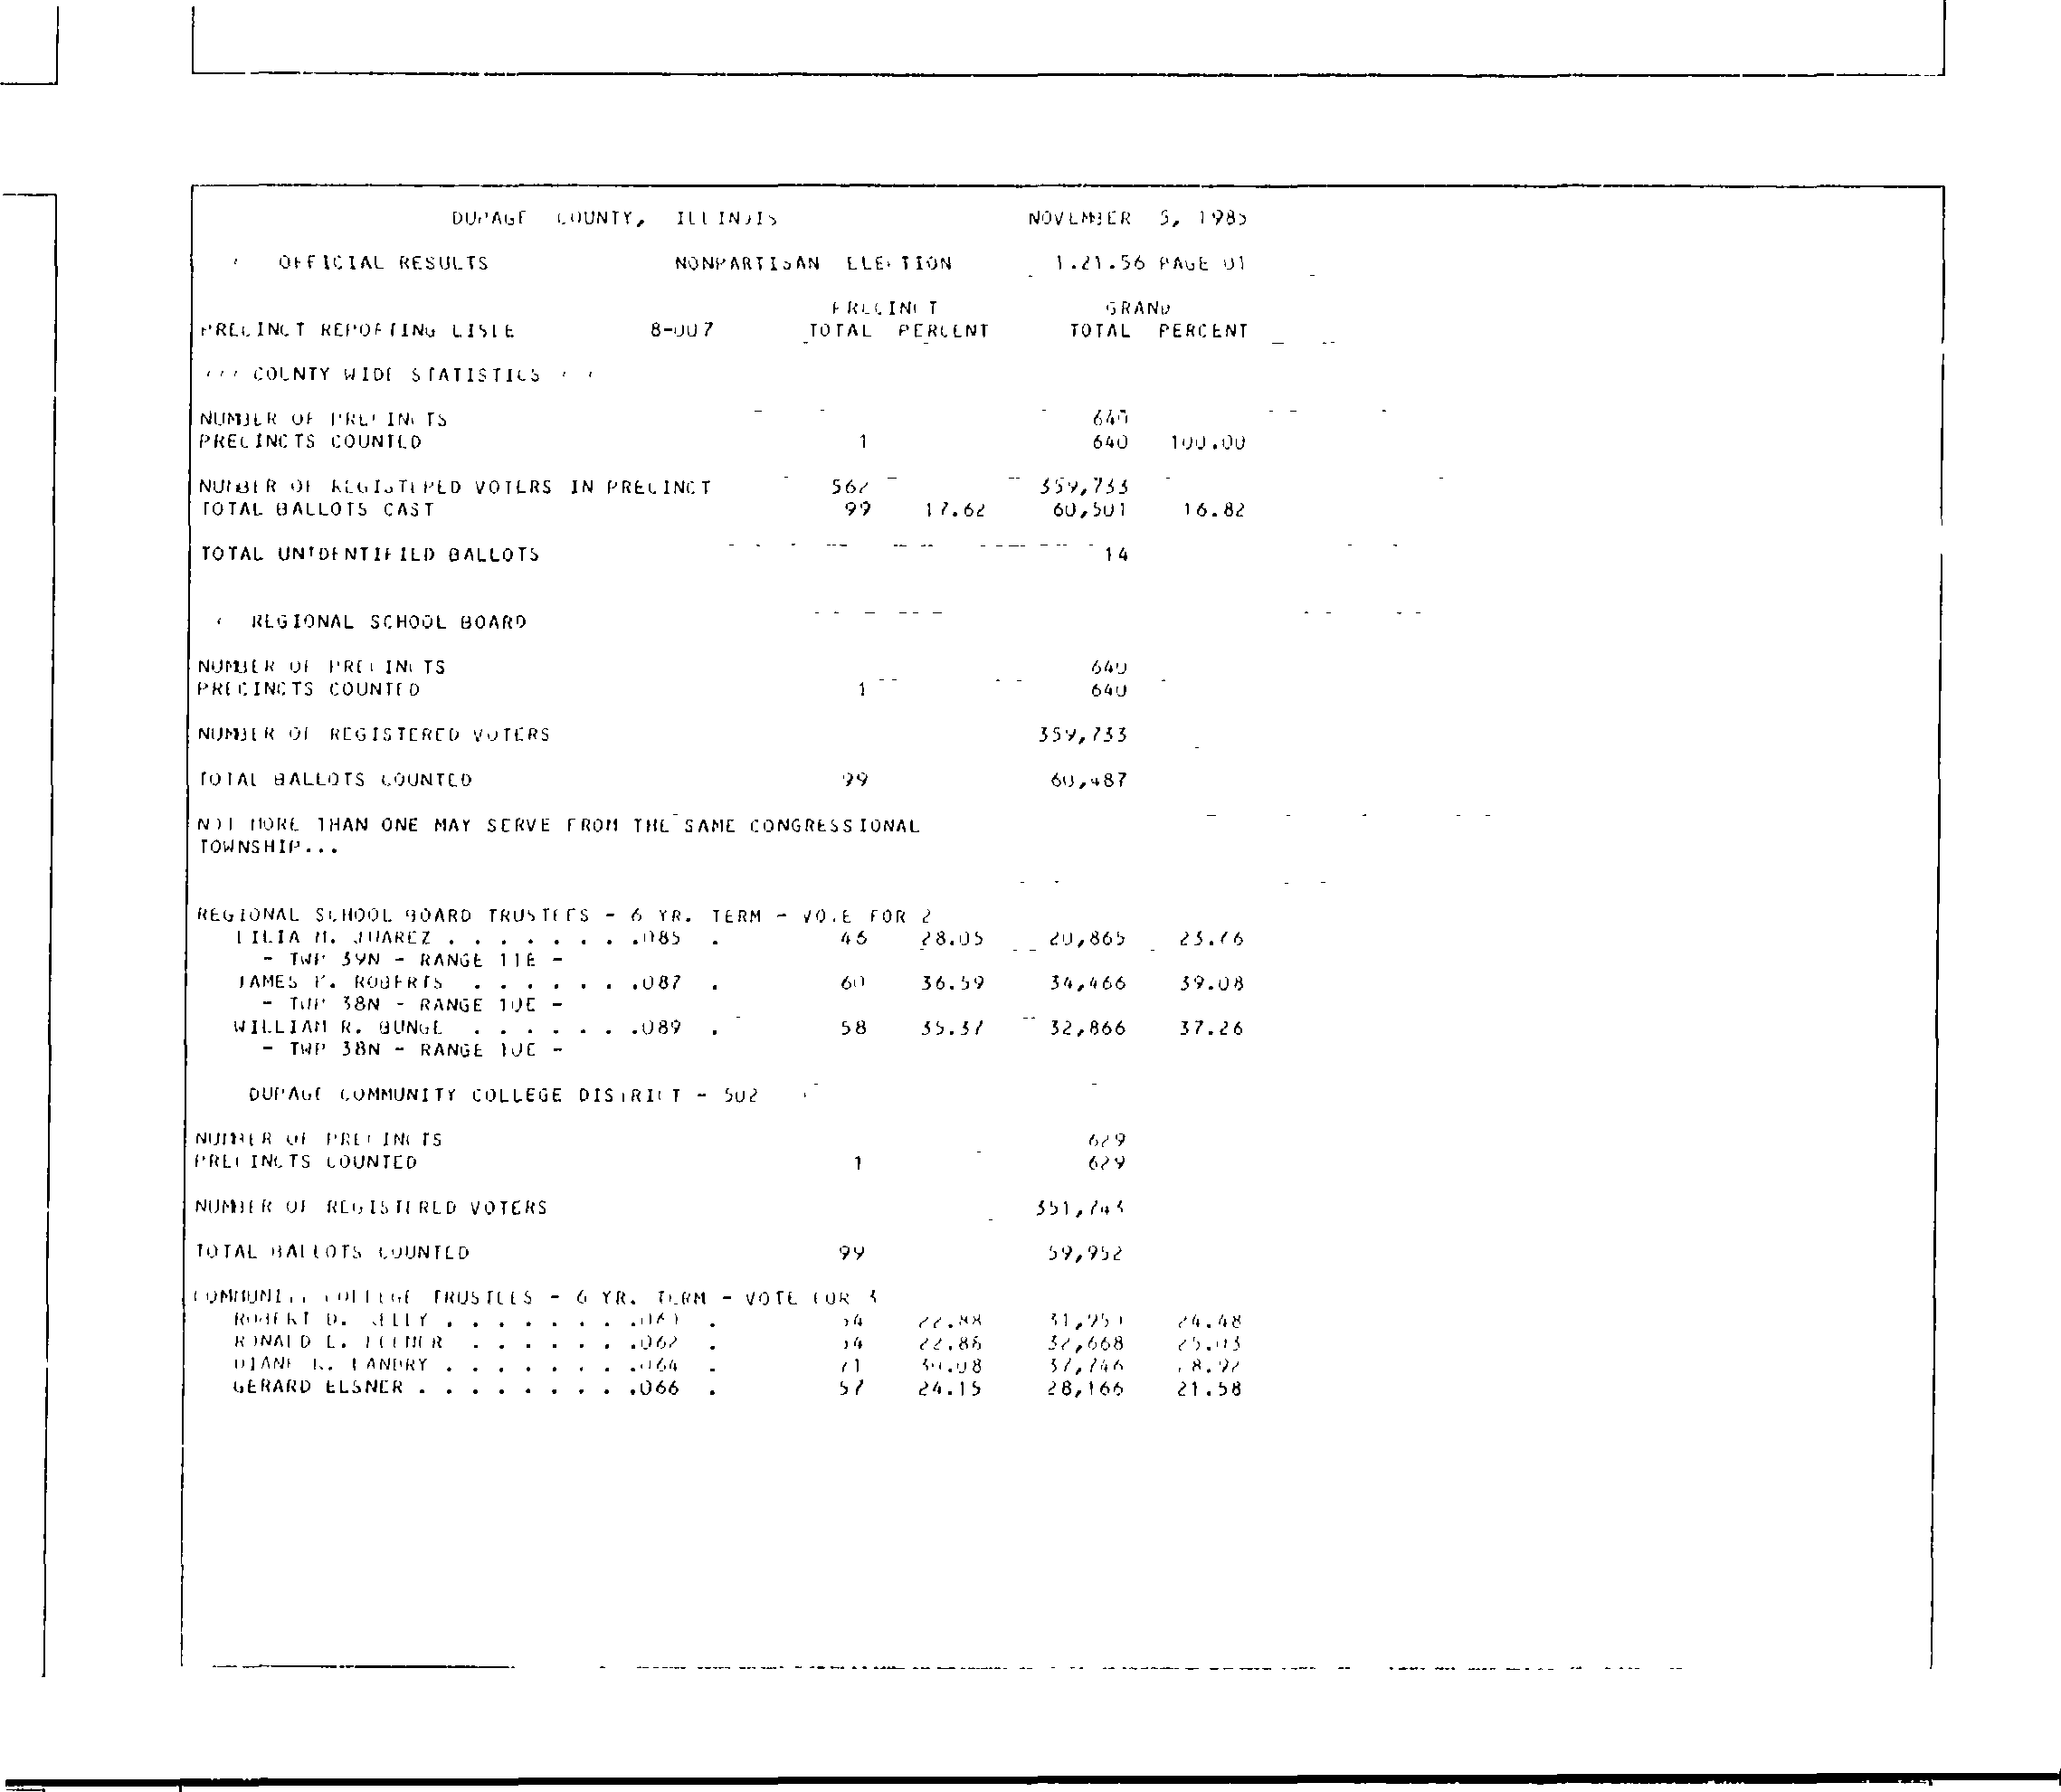 DUPAGE COUNTY, ILLINOIS NOVEMBER 5, 1985
OFFICIAL RESULTS NONPARTISAN ELECTION 1.21.56 PAGE 01
PRECINCT GRAND
PRECINCT REPORTING LISLE 8-007 TOTAL PERCENT TOTAL PERCENT
COUNTY WIDE STATISTICS
NUMBER OF PRECINCTS 640
PRECINCTS COUNTED 1 640 100.00
NUMBER OF REGISTERED VOTERS IN PRECINCT 562 359,733
TOTAL BALLOTS CAST 99 17.62 60,501 16.82
TOTAL UNIDENTIFIED BALLOTS 14
REGIONAL SCHOOL BOARD
NUMBER OF PRECINCTS 640
PRECINCTS COUNTED 1 640
NUMBER OF REGISTERED VOTERS 359,733
TOTAL BALLOTS COUNTED 99 60,487
NOT MORE THAN ONE MAY SERVE FROM THE SAME CONGRESSIONAL
TOWNSHIP...
REGIONAL SCHOOL BOARD TRUSTEES - 6 YR. TERM - VOTE FOR 2
LILIA M. JUAREZ . . . . . . . .085 . 46 28.05 20,865 23.66
- TWP 39N - RANGE 11E -
JAMES P. ROBERTS . . . . . . .087 . 60 36.59 34,466 39.08
- TWP 38N - RANGE 10E -
WILLIAM R. BUNGE . . . . . . .089 . 58 35.37 32,866 37.26
- TWP 38N - RANGE 10E -
DUPAGE COMMUNITY COLLEGE DISTRICT - 502
NUMBER OF PRECINCTS 629
PRECINCTS COUNTED 1 629
NUMBER OF REGISTERED VOTERS
TOTAL BALLOTS COUNTED 99 59,952
COMMUNITY COLLEGE TRUSTEES - 6 YR. TERM - VOTE FOR 3
ROBERT D. 54 22.88 24.48
RONALD E. .062 . 54 22.88 32,668 25.03
DIANE K. LANDRY . . . . . . . .064 . 71 30.08 37,746 28.92
GERARD ELSNER . . . . . . . . .066 . 57 24.15 28,166 21.58